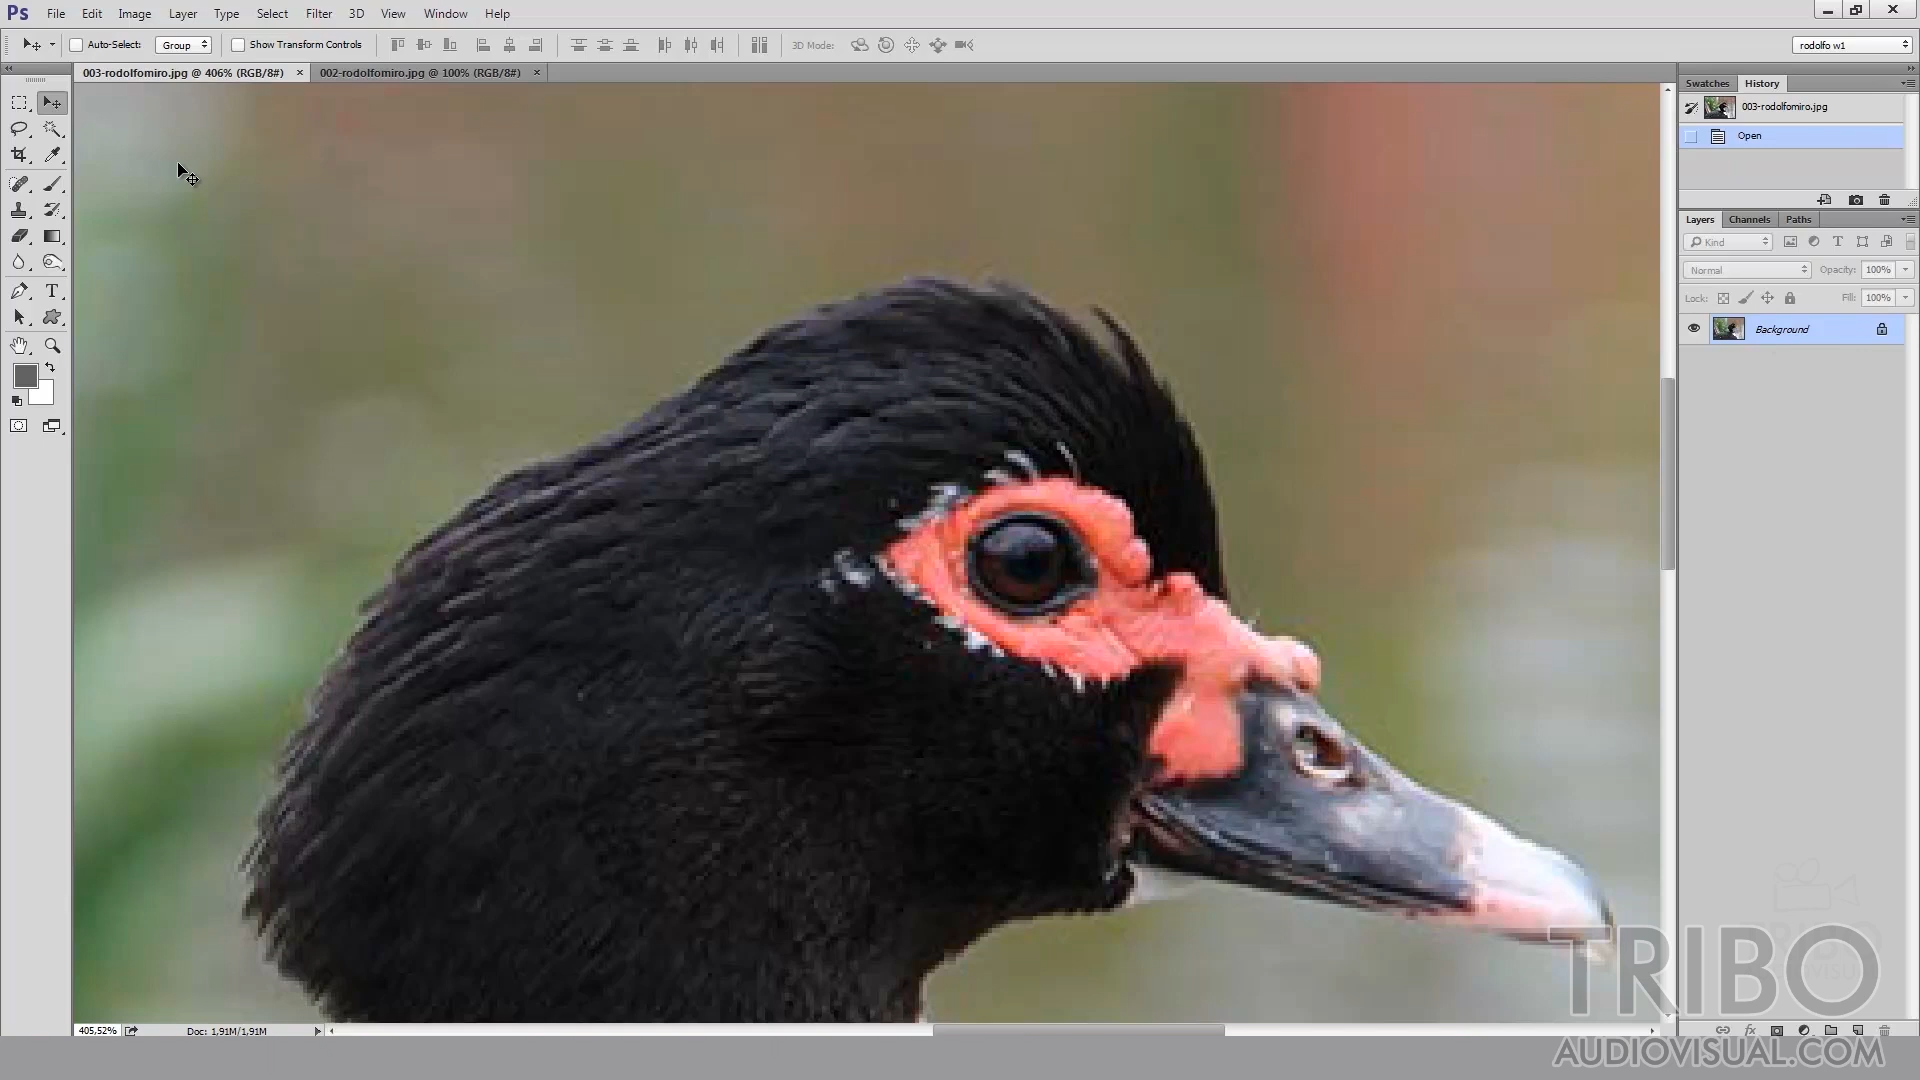 Ps File Edit Image Layer Type Select Filter 3D View Window Help
Auto-Select: Group Show Transform Controls 3D Mode: rodolfo w1
003-rodolfomiro.jpg @ 406% (RGB/8#) × 002-rodolfomiro.jpg @ 100% (RGB/8#) ×
Swatches History
003-rodolfomiro.jpg
Open
Layers Channels Paths
Kind
Normal Opacity: 100%
Lock: Fill: 100%
Background
405,52% Doc: 1,91M/1,91M
TRIBO
AUDIOVISUAL.COM